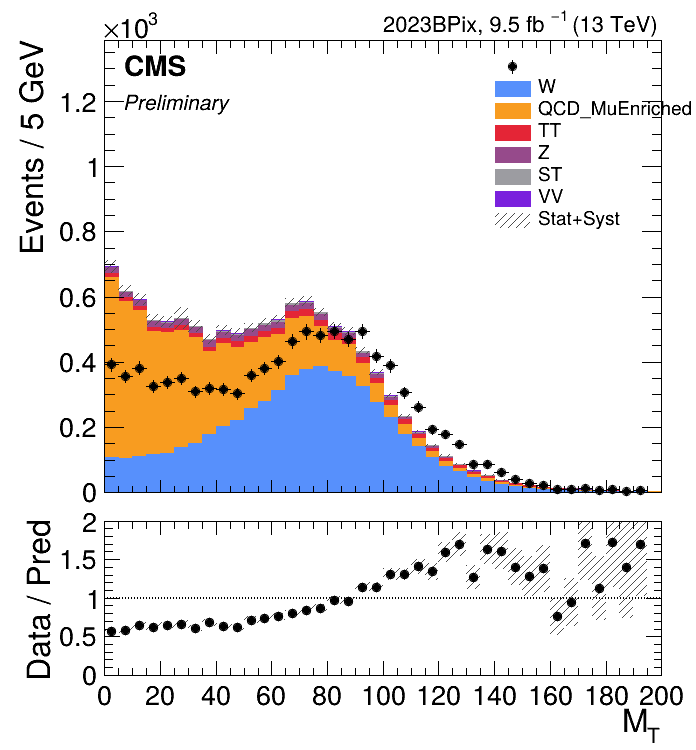 ×10³
2023BPix, 9.5 fb⁻¹ (13 TeV)
CMS
Preliminary
W
QCD_MuEnriched
TT
Z
ST
VV
Stat+Syst
Events / 5 GeV
1.2
1
0.8
0.6
0.4
0.2
0
Data / Pred
2
1.5
1
0.5
0
0 20 40 60 80 100 120 140 160 180 200
M_T